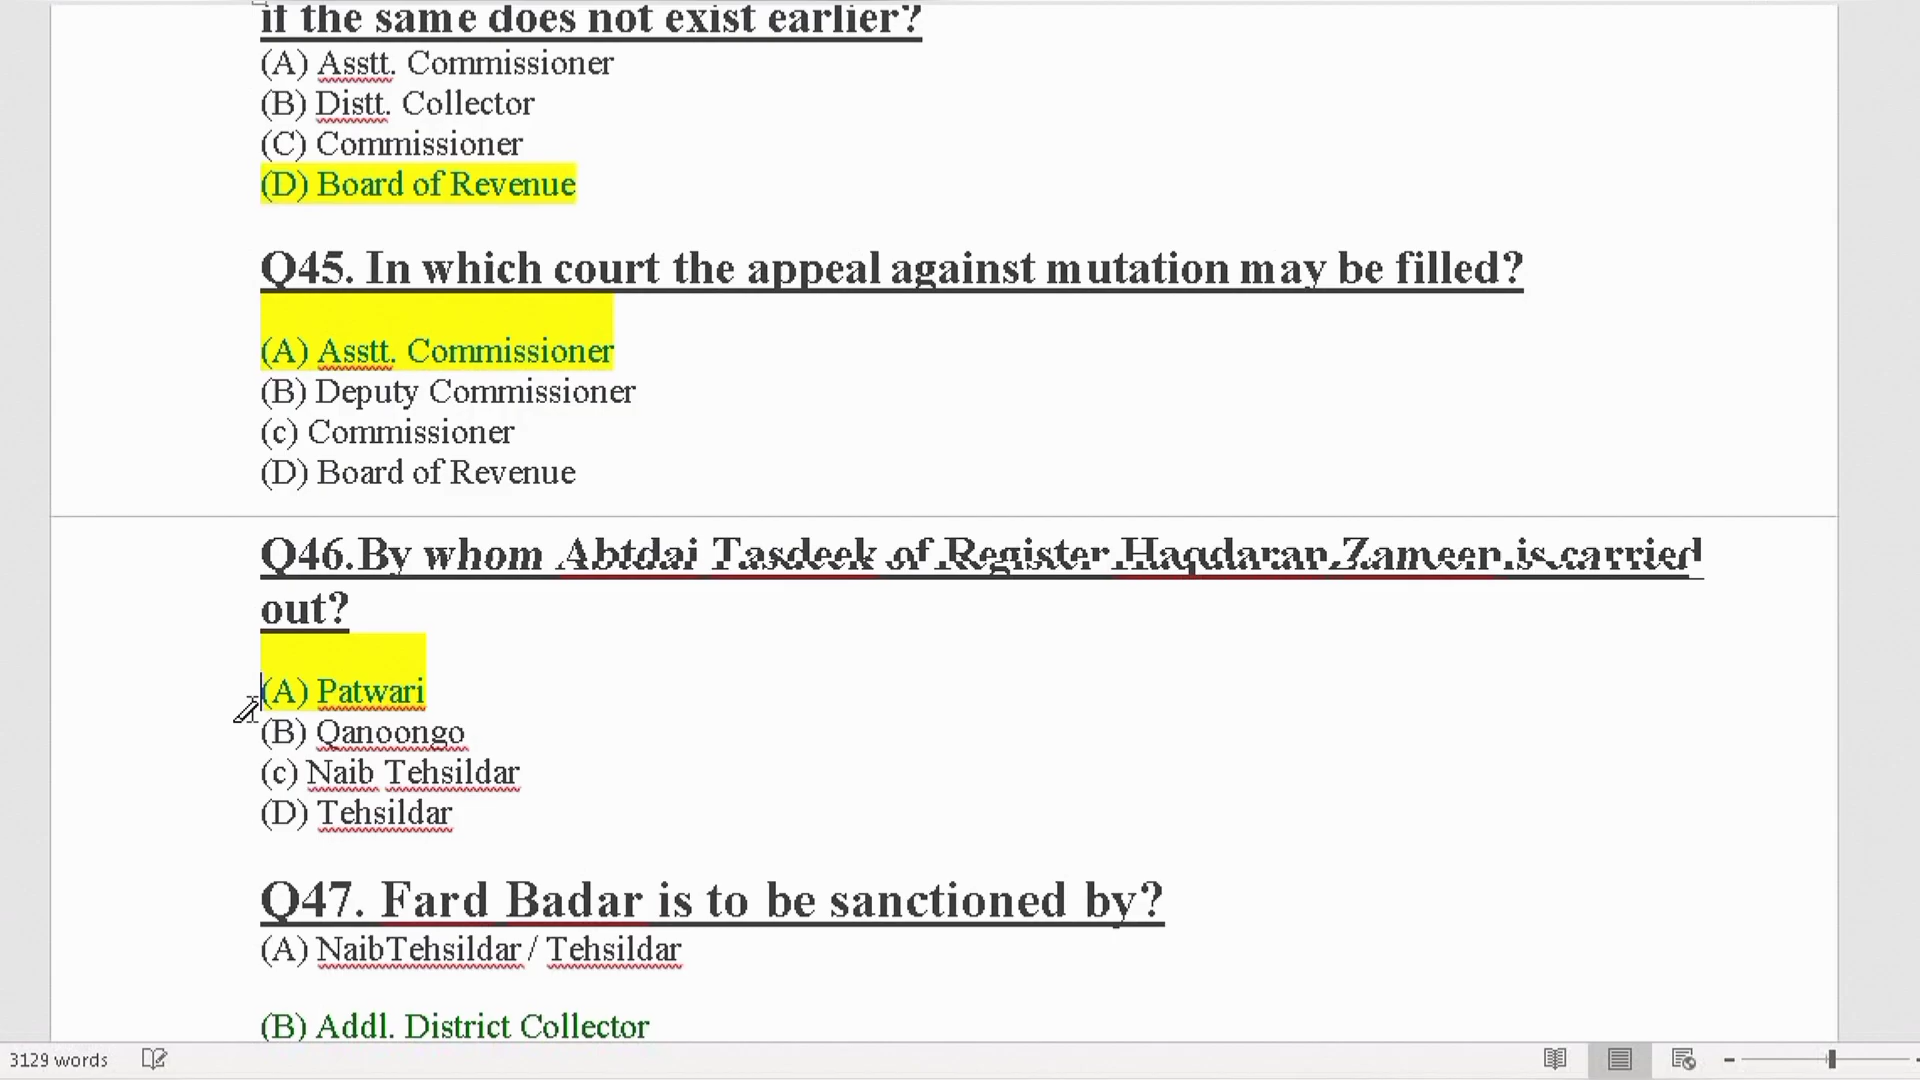 if the same does not exist earlier?
(A) Asstt. Commissioner
(B) Distt. Collector
(C) Commissioner
(D) Board of Revenue
Q45. In which court the appeal against mutation may be filled?
(A) Asstt. Commissioner
(B) Deputy Commissioner
(c) Commissioner
(D) Board of Revenue
Q46.By whom Abtdai Tasdeek of Register Haqdaran Zameen is carried
out?
(A) Patwari
(B) Qanoongo
(c) Naib Tehsildar
(D) Tehsildar
Q47. Fard Badar is to be sanctioned by?
(A) NaibTehsildar / Tehsildar
(B) Addl. District Collector
3129 words